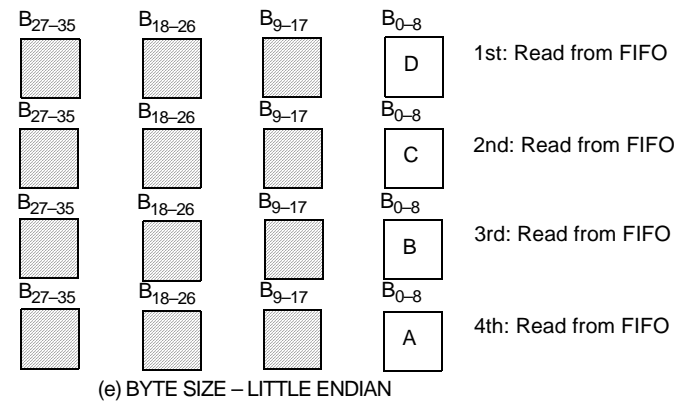 B27–35 B18–26 B9–17 B0–8
D 1st: Read from FIFO
B27–35 B18–26 B9–17 B0–8
C 2nd: Read from FIFO
B27–35 B18–26 B9–17 B0–8
B 3rd: Read from FIFO
B27–35 B18–26 B9–17 B0–8
A 4th: Read from FIFO
(e) BYTE SIZE – LITTLE ENDIAN